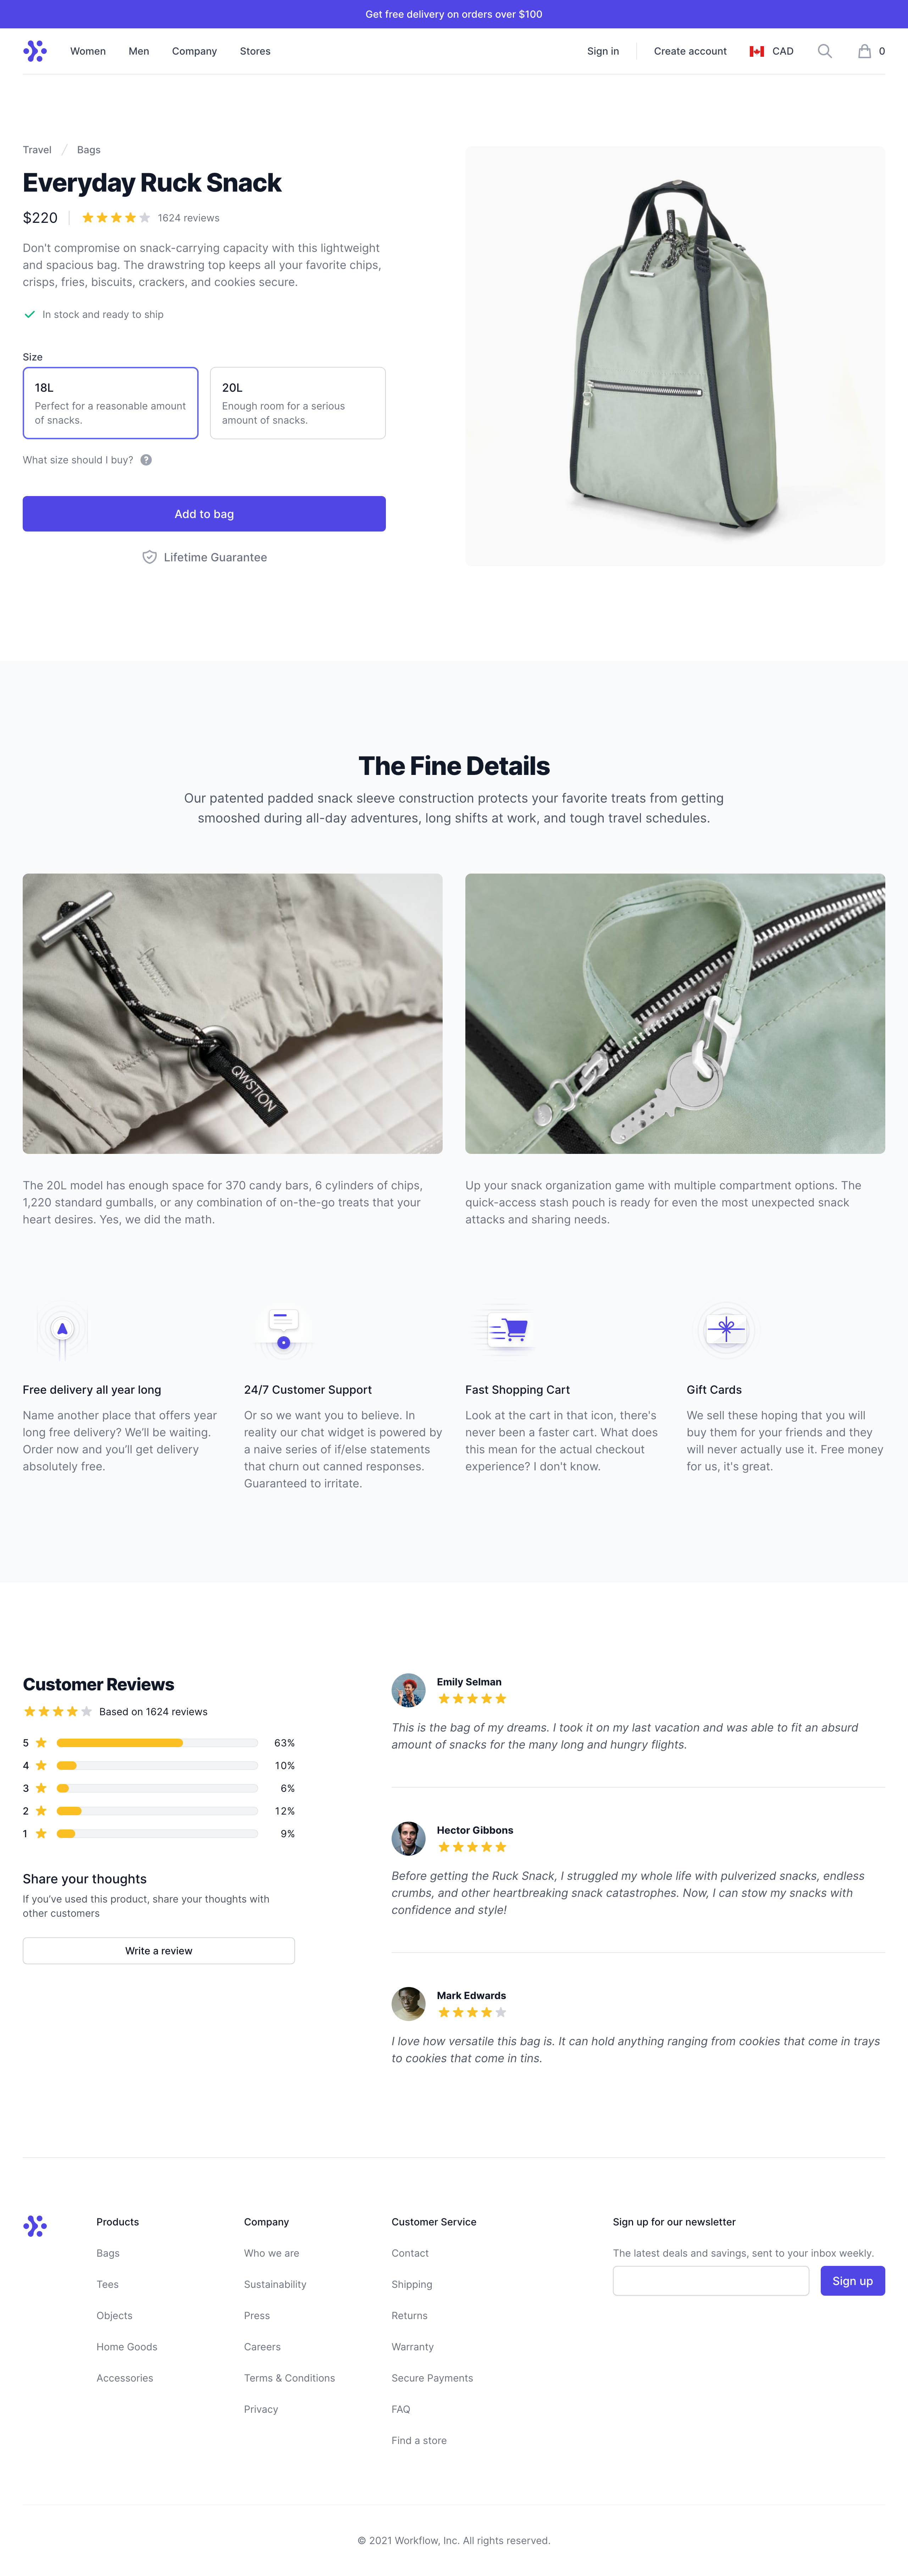 Get free delivery on orders over $100
Women Men Company Stores Sign in Create account CAD 0
Travel / Bags
Everyday Ruck Snack
$220 1624 reviews
Don't compromise on snack-carrying capacity with this lightweight
and spacious bag. The drawstring top keeps all your favorite chips,
crisps, fries, biscuits, crackers, and cookies secure.
In stock and ready to ship
Size
18L
Perfect for a reasonable amount
of snacks.
20L
Enough room for a serious
amount of snacks.
What size should I buy? ?
Add to bag
Lifetime Guarantee
The Fine Details
Our patented padded snack sleeve construction protects your favorite treats from getting
smooshed during all-day adventures, long shifts at work, and tough travel schedules.
QWSTION
The 20L model has enough space for 370 candy bars, 6 cylinders of chips,
1,220 standard gumballs, or any combination of on-the-go treats that your
heart desires. Yes, we did the math.
Up your snack organization game with multiple compartment options. The
quick-access stash pouch is ready for even the most unexpected snack
attacks and sharing needs.
Free delivery all year long
Name another place that offers year
long free delivery? We'll be waiting.
Order now and you'll get delivery
absolutely free.
24/7 Customer Support
Or so we want you to believe. In
reality our chat widget is powered by
a naive series of if/else statements
that churn out canned responses.
Guaranteed to irritate.
Fast Shopping Cart
Look at the cart in that icon, there's
never been a faster cart. What does
this mean for the actual checkout
experience? I don't know.
Gift Cards
We sell these hoping that you will
buy them for your friends and they
will never actually use it. Free money
for us, it's great.
Customer Reviews
Based on 1624 reviews
5 63%
4 10%
3 6%
2 12%
1 9%
Share your thoughts
If you've used this product, share your thoughts with
other customers
Write a review
Emily Selman
This is the bag of my dreams. I took it on my last vacation and was able to fit an absurd
amount of snacks for the many long and hungry flights.
Hector Gibbons
Before getting the Ruck Snack, I struggled my whole life with pulverized snacks, endless
crumbs, and other heartbreaking snack catastrophes. Now, I can stow my snacks with
confidence and style!
Mark Edwards
I love how versatile this bag is. It can hold anything ranging from cookies that come in trays
to cookies that come in tins.
Products
Bags
Tees
Objects
Home Goods
Accessories
Company
Who we are
Sustainability
Press
Careers
Terms & Conditions
Privacy
Customer Service
Contact
Shipping
Returns
Warranty
Secure Payments
FAQ
Find a store
Sign up for our newsletter
The latest deals and savings, sent to your inbox weekly.
Sign up
© 2021 Workflow, Inc. All rights reserved.